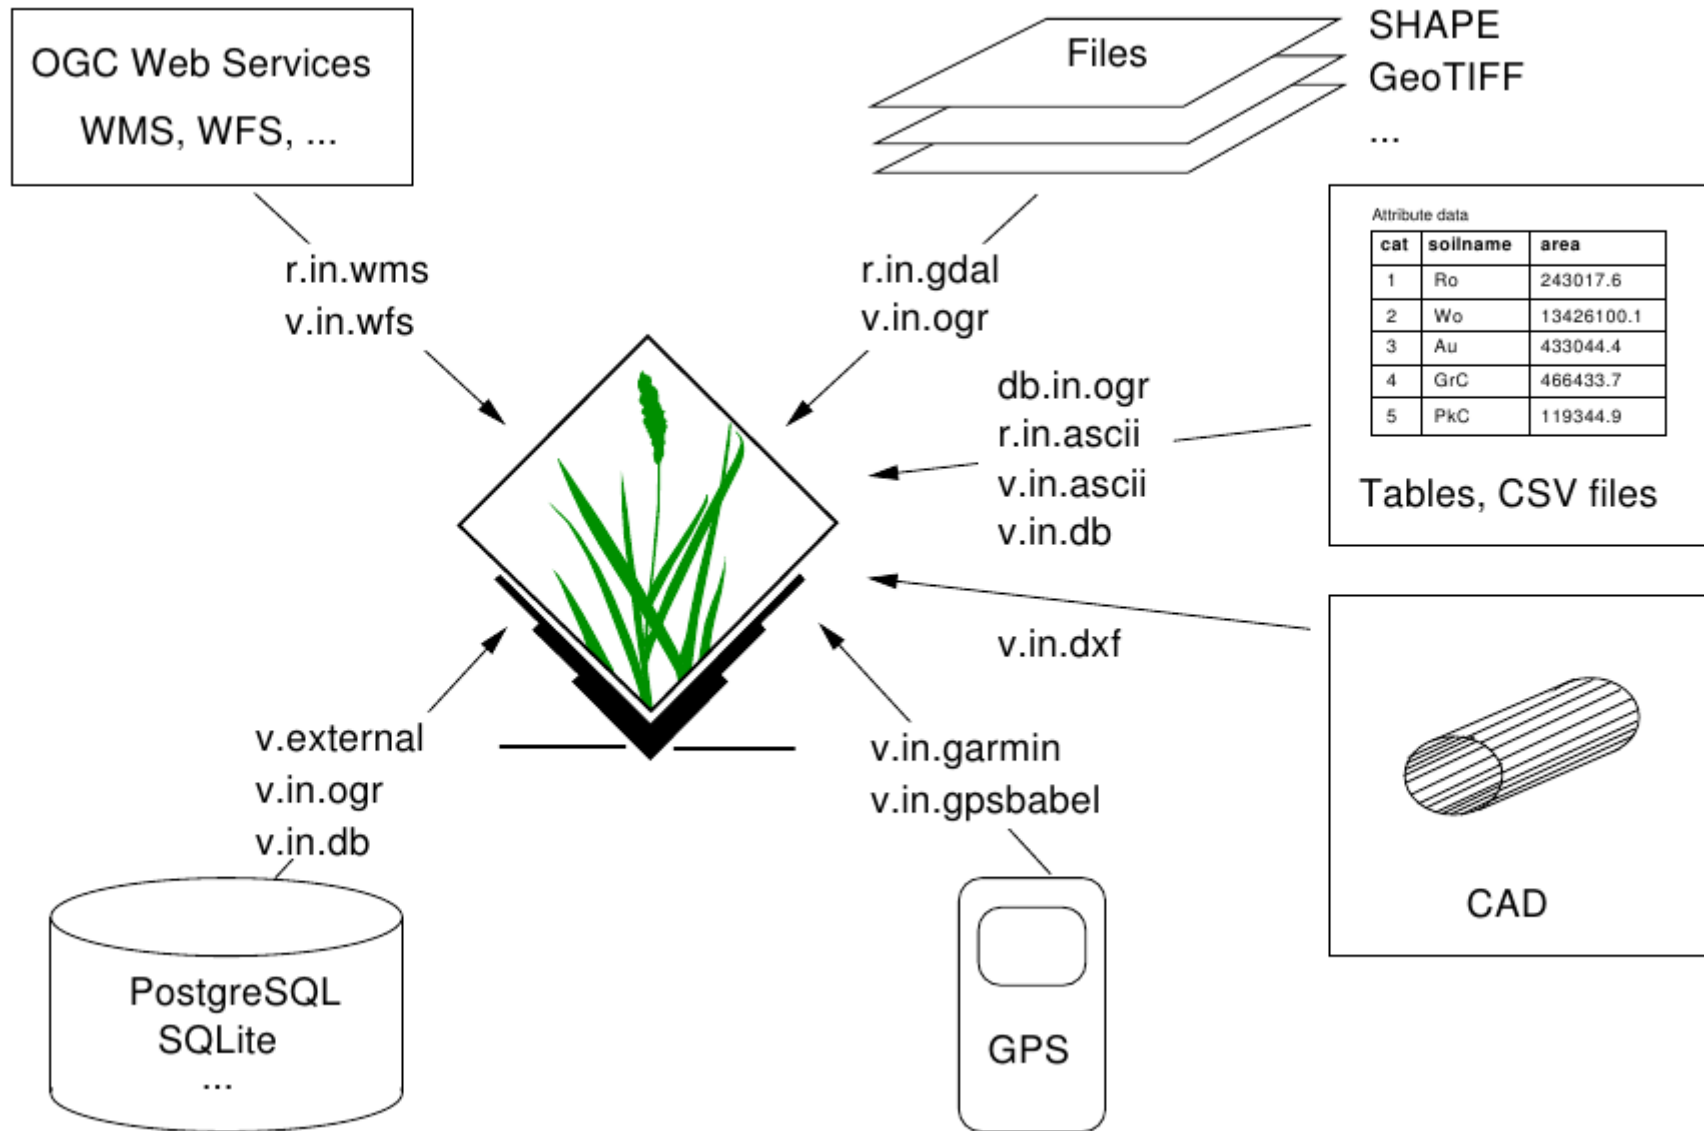 OGC Web Services
WMS, WFS, ...
Files
SHAPE
GeoTIFF
...
r.in.wms
v.in.wfs
r.in.gdal
v.in.ogr
Attribute data
cat soilname area
1 Ro 243017.6
2 Wo 13426100.1
3 Au 433044.4
4 GrC 466433.7
5 PkC 119344.9
Tables, CSV files
db.in.ogr
r.in.ascii
v.in.ascii
v.in.db
v.in.dxf
CAD
v.external
v.in.ogr
v.in.db
PostgreSQL
SQLite
...
v.in.garmin
v.in.gpsbabel
GPS